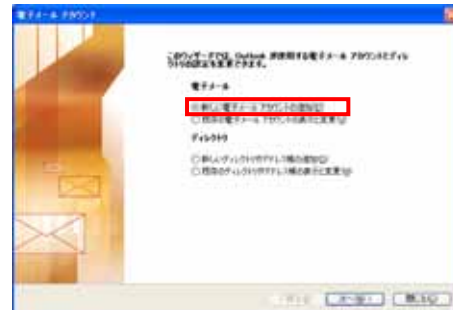 電子メール アカウント
このウィザードでは、Outlook が使用する電子メール アカウントとディレ
クトリの設定を変更できます。
電子メール
新しい電子メール アカウントの追加(E)
既存の電子メール アカウントの表示と変更(V)
ディレクトリ
新しいディレクトリやアドレス帳の追加(D)
既存のディレクトリやアドレス帳の表示と変更(I)
次へ(N) >
閉じる(C)